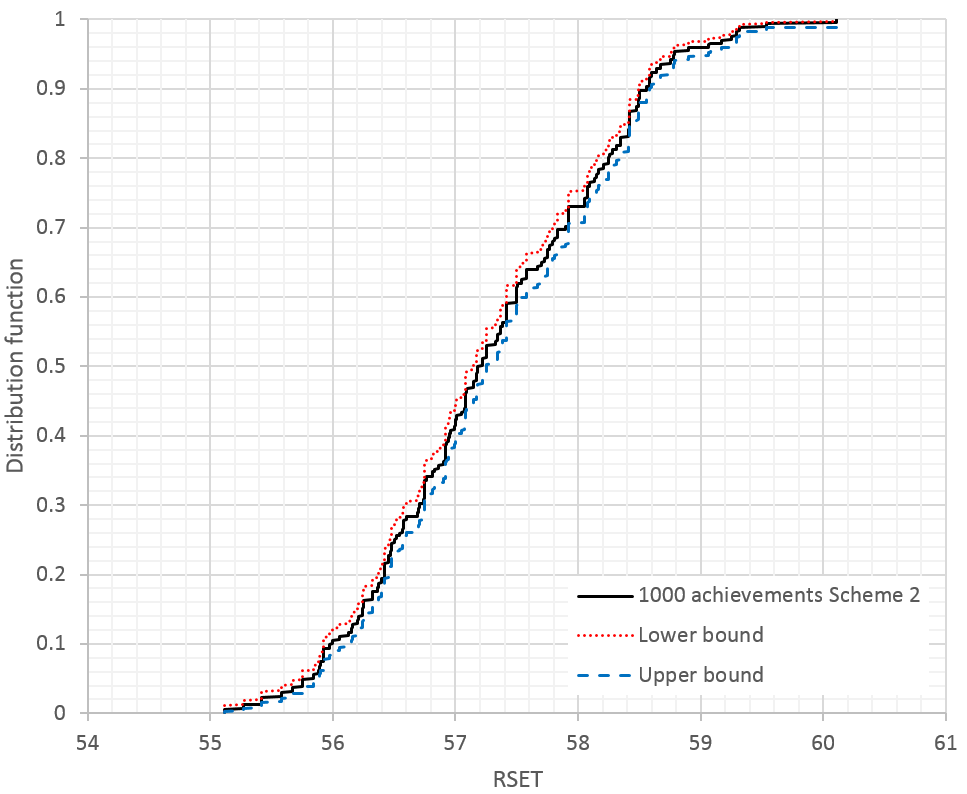 1
0.9
0.8
0.7
0.6
0.5
0.4
0.3
0.2
0.1
0
Distribution function
1000 achievements Scheme 2
Lower bound
Upper bound
54 55 56 57 58 59 60 61
RSET